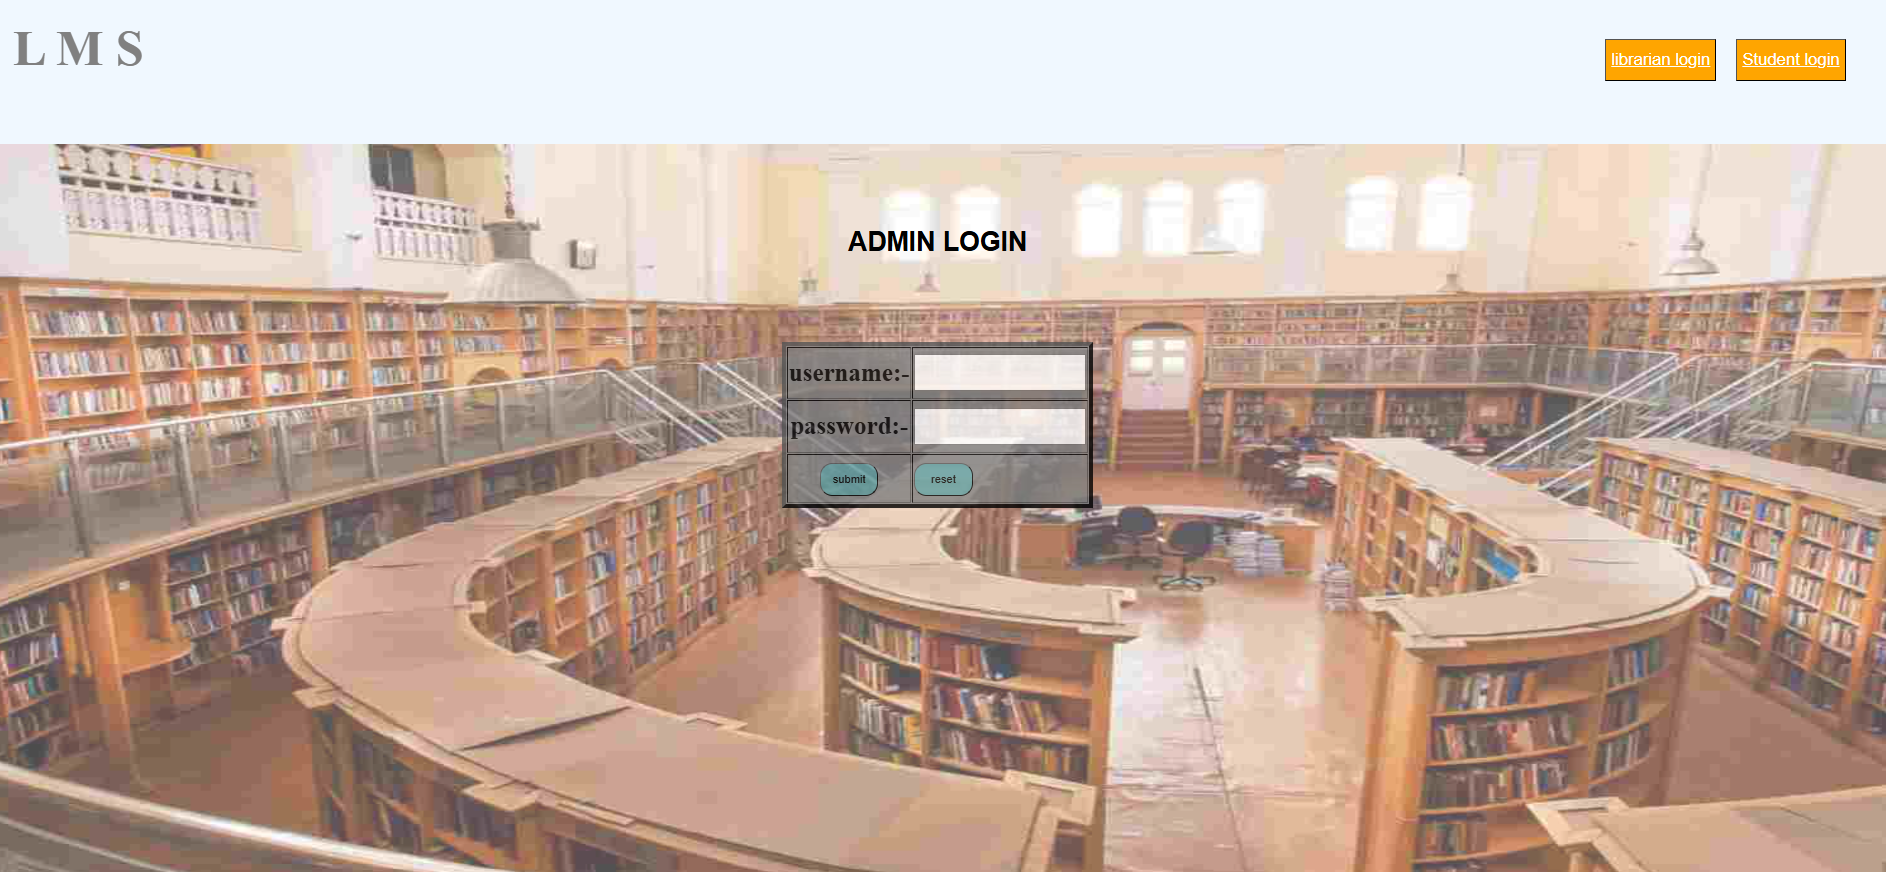 L M S
librarian login
Student login
ADMIN LOGIN
username:-
password:-
submit
reset